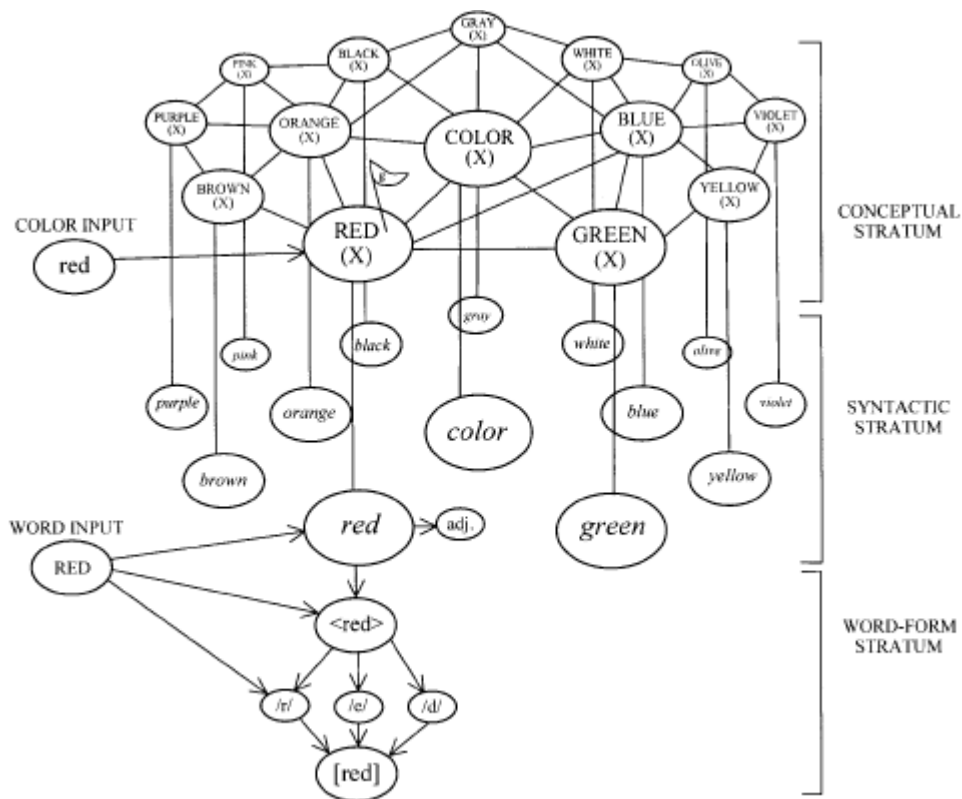 GRAY
(X)
BLACK
(X)
WHITE
(X)
PINK
(X)
OLIVE
(X)
PURPLE
(X)
ORANGE
(X)
COLOR
(X)
BLUE
(X)
VIOLET
(X)
BROWN
(X)
YELLOW
(X)
RED
(X)
GREEN
(X)
COLOR INPUT
red
CONCEPTUAL
STRATUM
gray
black
white
pink
olive
purple
orange
color
blue
violet
brown
yellow
SYNTACTIC
STRATUM
red
adj.
green
WORD INPUT
RED
<red>
WORD-FORM
STRATUM
/r/
/e/
/d/
[red]